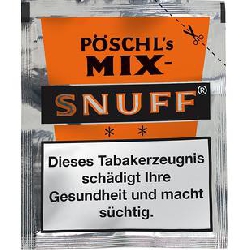 PÖSCHL's
MIX-
SNUFF®
* *
Dieses Tabakerzeugnis
schädigt Ihre
Gesundheit und macht
süchtig.